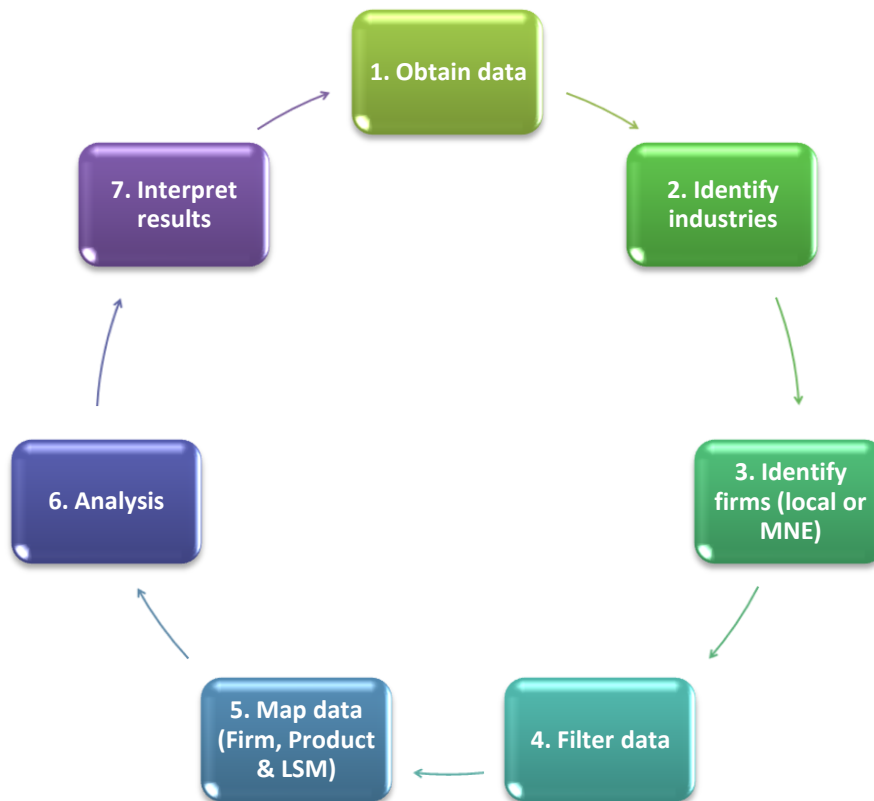 1. Obtain data
2. Identify
industries
3. Identify
firms (local or
MNE)
4. Filter data
5. Map data
(Firm, Product
& LSM)
6. Analysis
7. Interpret
results